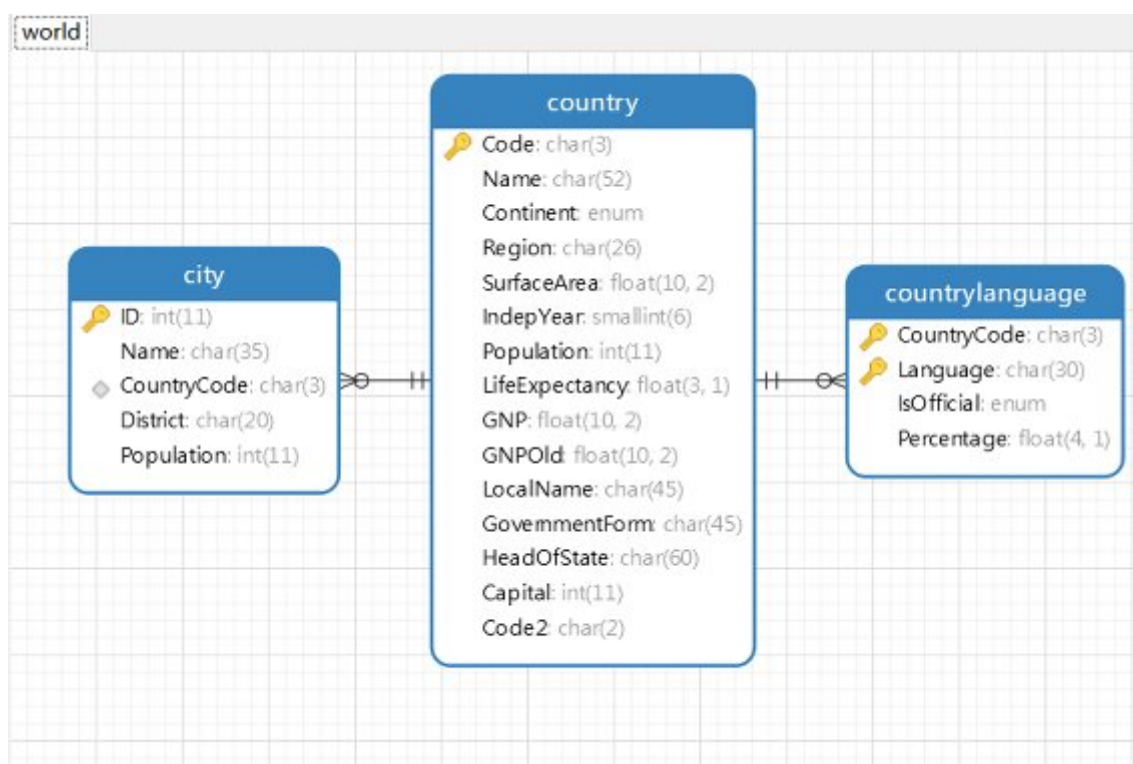 world
country
Code: char(3)
Name: char(52)
Continent: enum
Region: char(26)
SurfaceArea: float(10, 2)
IndepYear: smallint(6)
Population: int(11)
LifeExpectancy: float(3, 1)
GNP: float(10, 2)
GNPOld: float(10, 2)
LocalName: char(45)
GovernmentForm: char(45)
HeadOfState: char(60)
Capital: int(11)
Code2: char(2)
city
ID: int(11)
Name: char(35)
CountryCode: char(3)
District: char(20)
Population: int(11)
countrylanguage
CountryCode: char(3)
Language: char(30)
IsOfficial: enum
Percentage: float(4, 1)